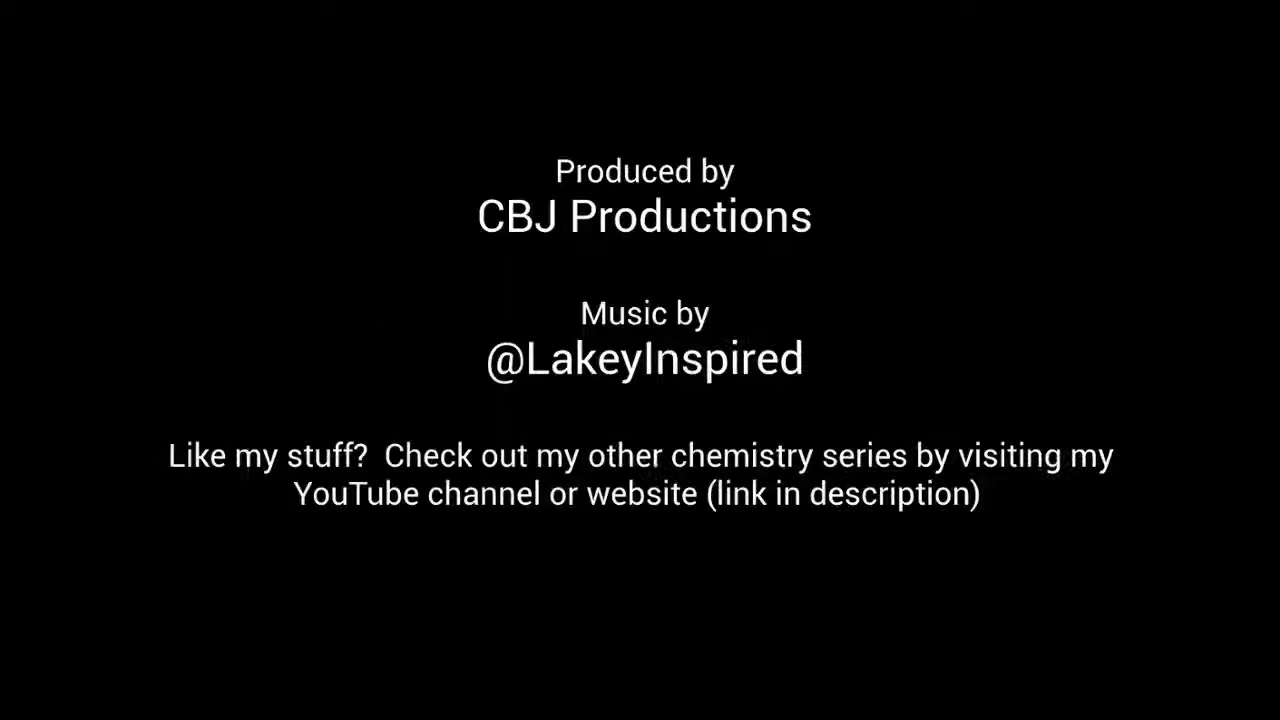 Produced by
CBJ Productions
Music by
@LakeyInspired
Like my stuff?  Check out my other chemistry series by visiting my
YouTube channel or website (link in description)